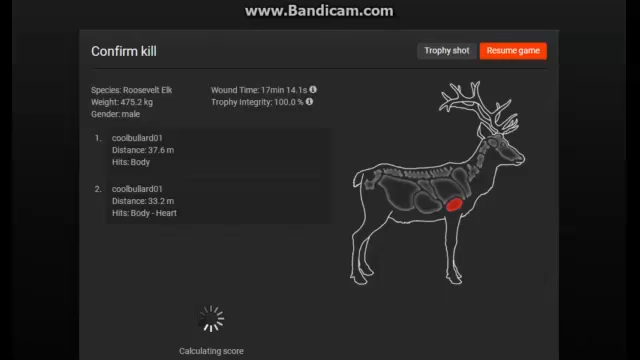 www.Bandicam.com
Confirm kill
Trophy shot
Resume game
Species: Roosevelt Elk
Wound Time: 17min 14.1s
Weight: 475.2 kg
Trophy Integrity: 100.0 %
Gender: male
1. coolbullard01
Distance: 37.6 m
Hits: Body
2. coolbullard01
Distance: 33.2 m
Hits: Body - Heart
Calculating score